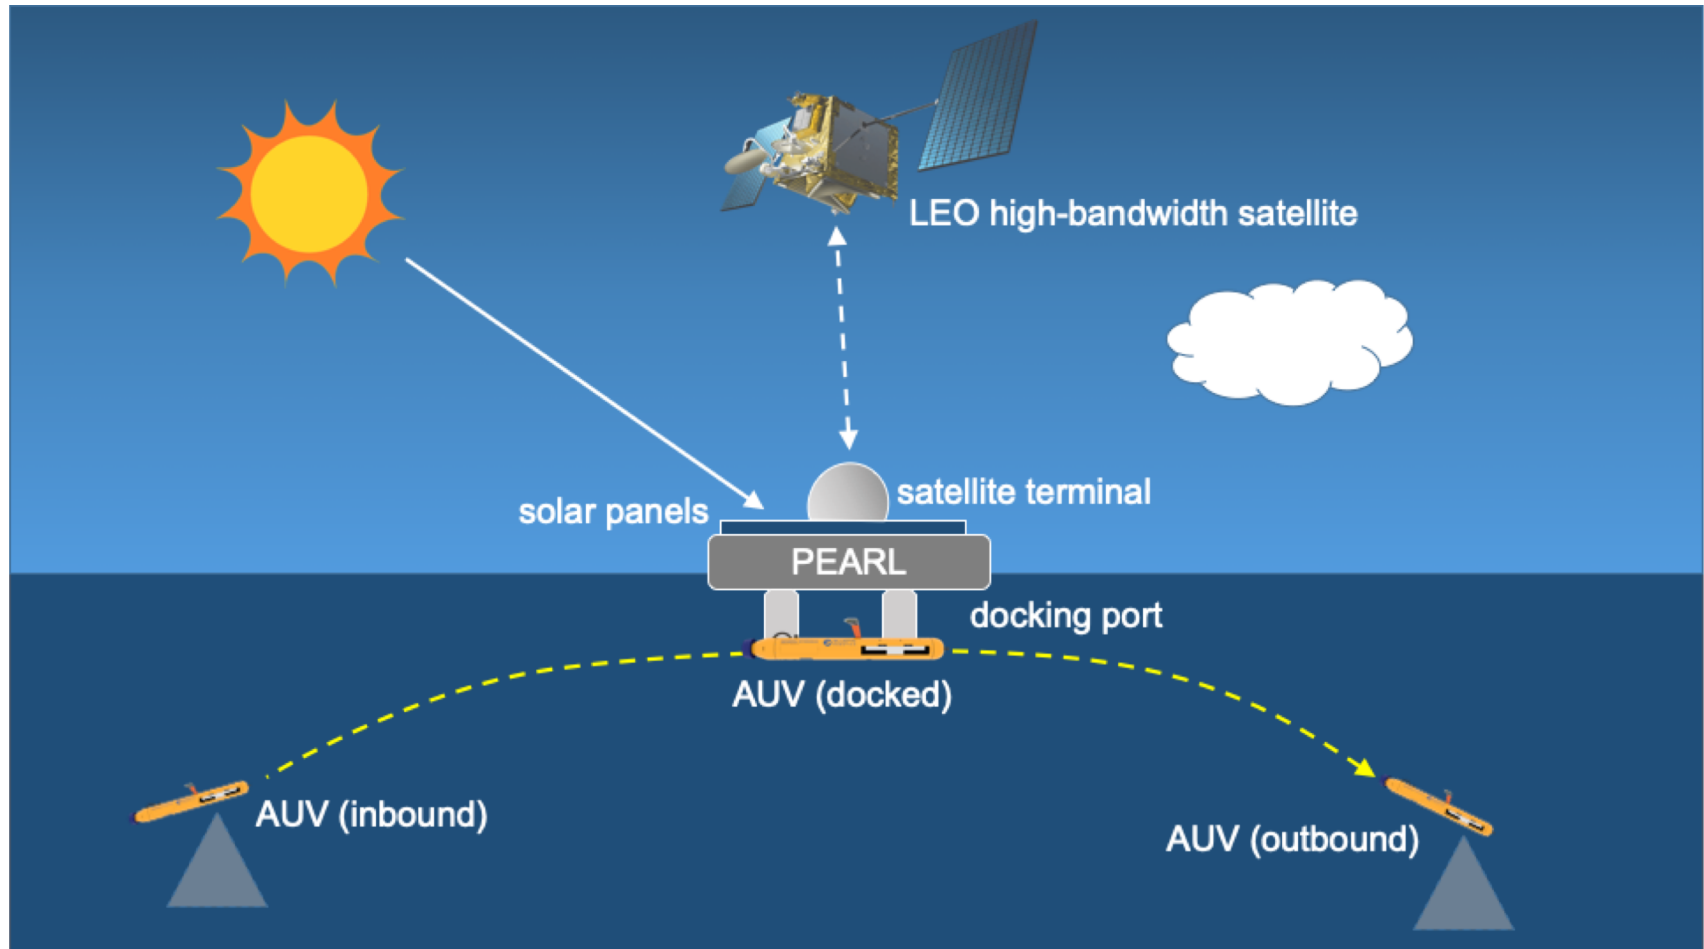 LEO high-bandwidth satellite
satellite terminal
solar panels
PEARL
docking port
AUV (docked)
AUV (inbound)
AUV (outbound)